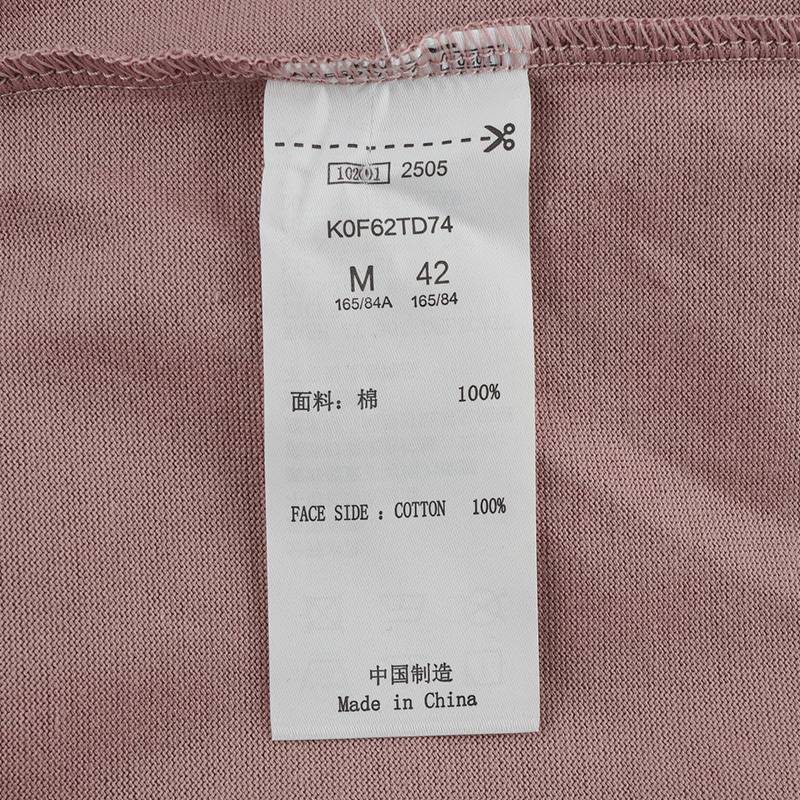 2505
K0F62TD74
M 42
165/84A 165/84
面料：棉 100%
FACE SIDE : COTTON 100%
中国制造
Made in China